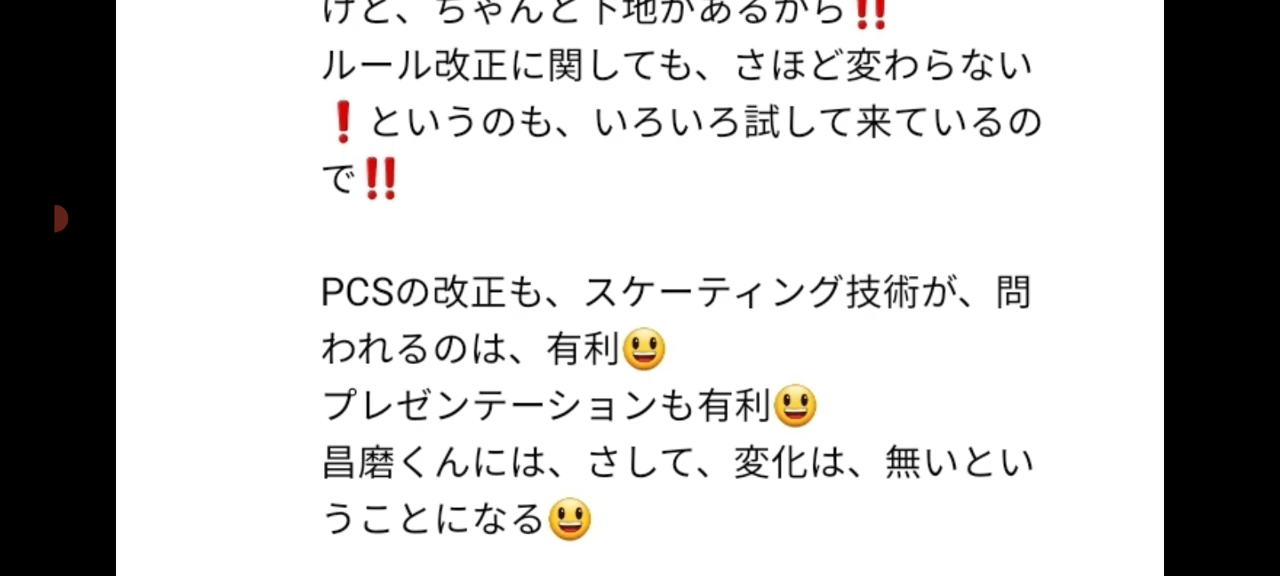 けど、ちゃんと下地があるから‼️
ルール改正に関しても、さほど変わらない
❗というのも、いろいろ試して来ているの
で‼️
PCSの改正も、スケーティング技術が、問
われるのは、有利😃
プレゼンテーションも有利😃
昌磨くんには、さして、変化は、無いとい
うことになる😃